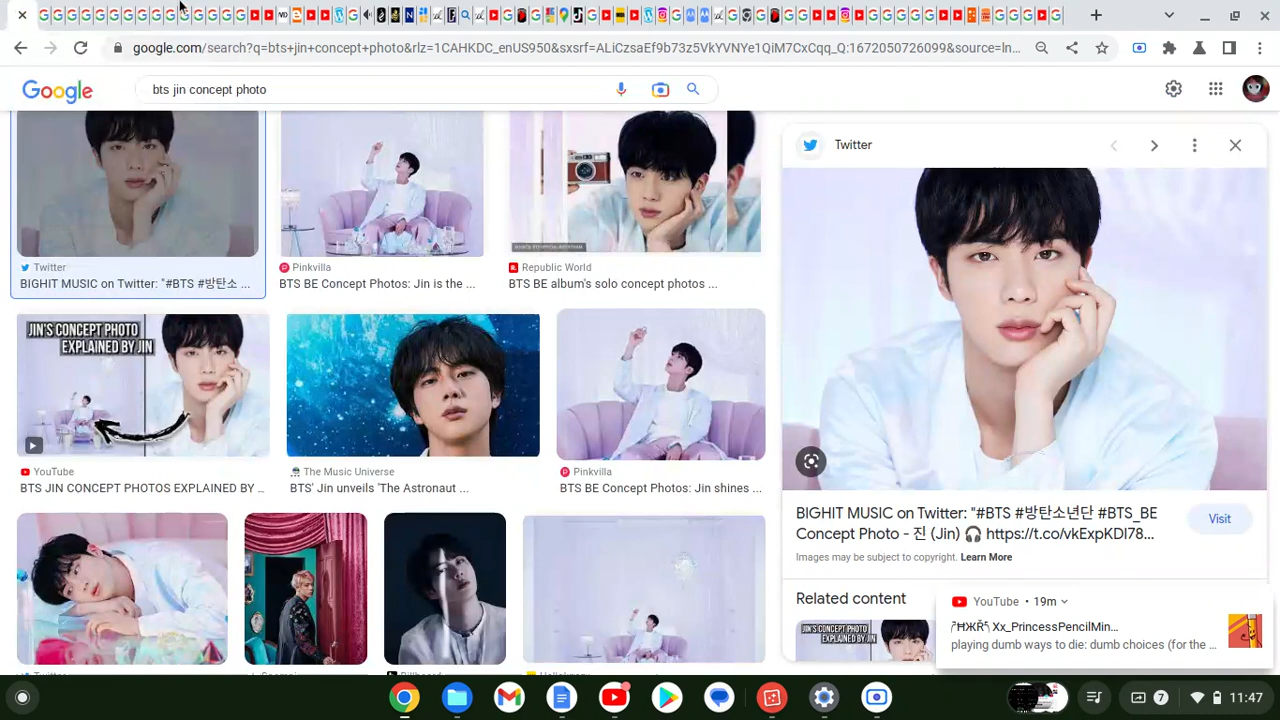 google.com/search?q=bts+jin+concept+photo&rlz=1CAHKDC_enUS950&sxsrf=ALiCzsaEf9b73z5VkYVNYe1QiM7CxCqq_Q:1672050726099&source=ln...
Google
bts jin concept photo
Twitter
BIGHIT MUSIC on Twitter: "#BTS #방탄소 ...
Pinkvilla
BTS BE Concept Photos: Jin is the ...
Republic World
BTS BE album's solo concept photos ...
Twitter
JIN'S CONCEPT PHOTO
EXPLAINED BY JIN
YouTube
BTS JIN CONCEPT PHOTOS EXPLAINED BY ...
The Music Universe
BTS' Jin unveils 'The Astronaut ...
Pinkvilla
BTS BE Concept Photos: Jin shines ...
BIGHIT MUSIC on Twitter: "#BTS #방탄소년단 #BTS_BE
Concept Photo - 진 (Jin) 🎧 https://t.co/vkExpKDI78...
Visit
Images may be subject to copyright. Learn More
Related content
JIN'S CONCEPT PHOTO
YouTube • 19m
Xx_PrincessPencilMin...
playing dumb ways to die: dumb choices (for the ...
7
11:47